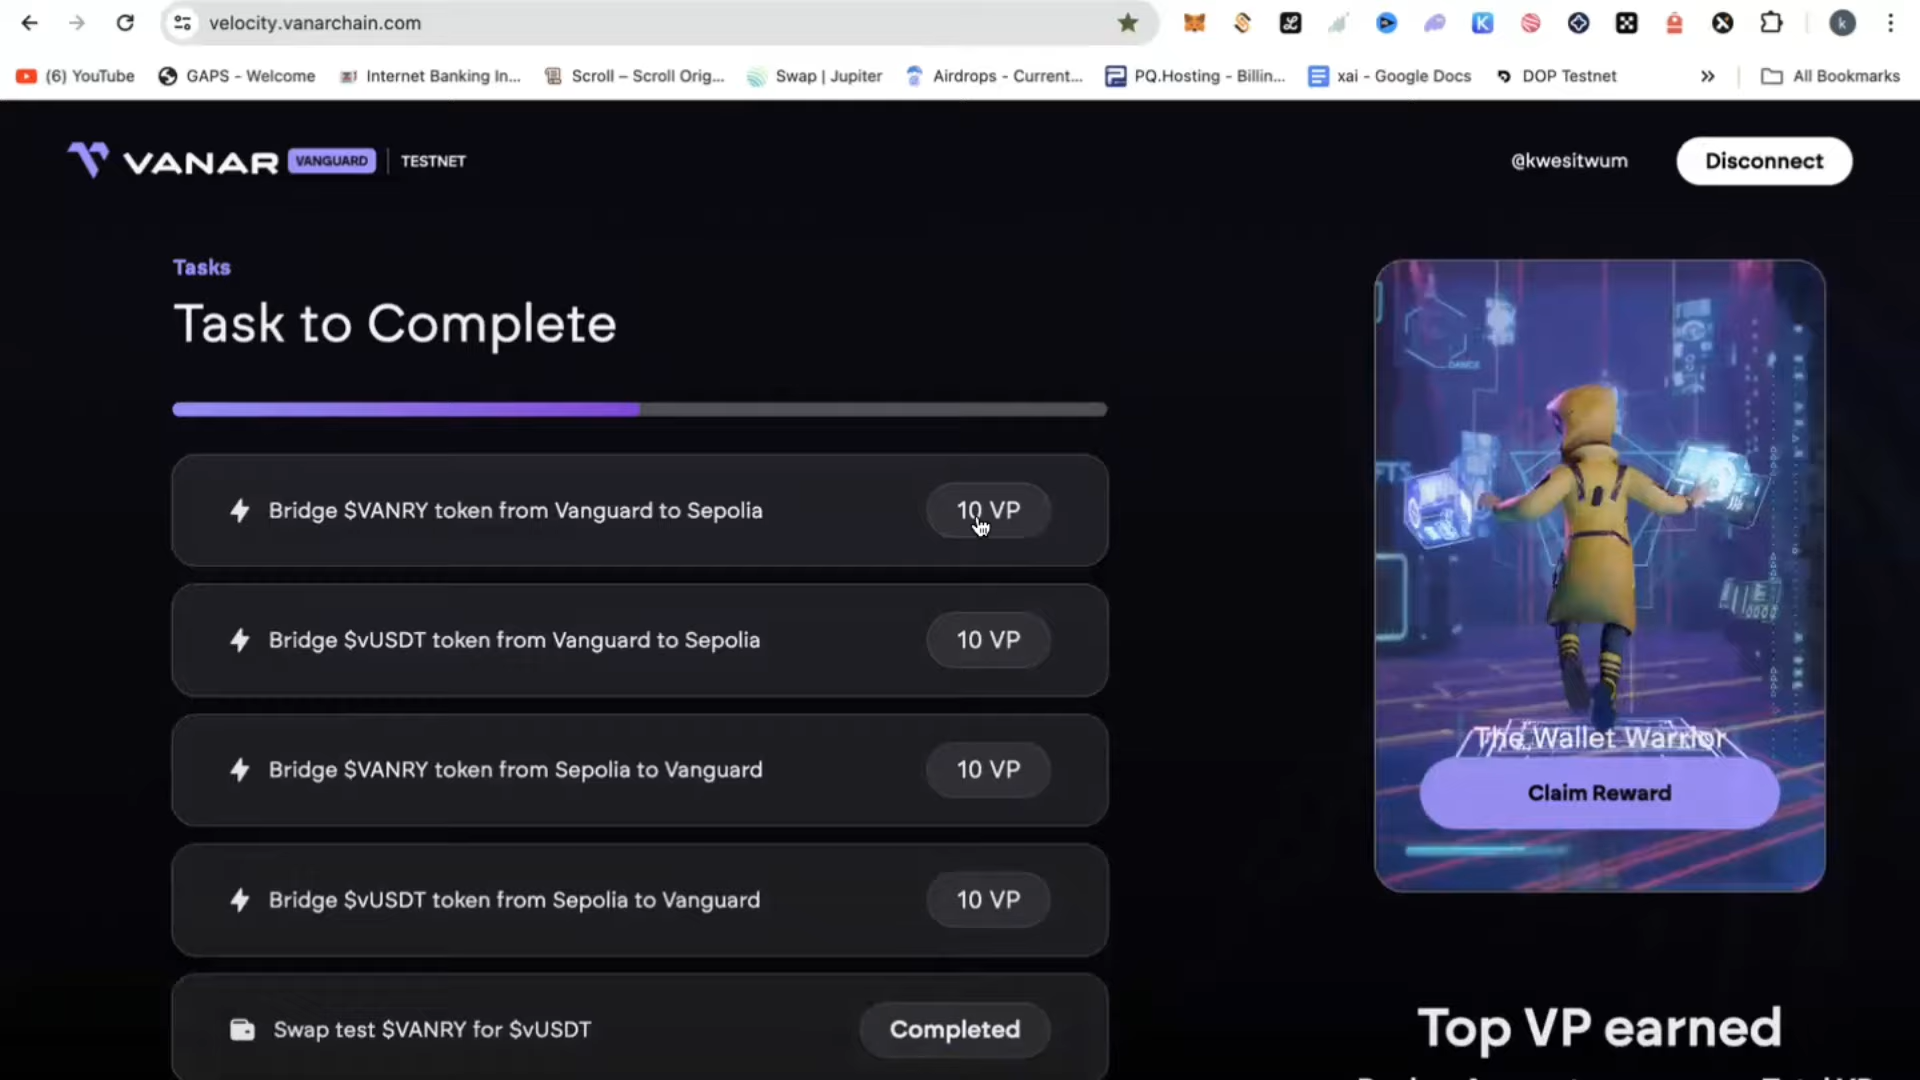 velocity.vanarchain.com
K
k
(6) YouTube
GAPS - Welcome
Internet Banking In...
Scroll – Scroll Orig...
Swap | Jupiter
Airdrops - Current...
PQ.Hosting - Billin...
xai - Google Docs
DOP Testnet
»
All Bookmarks
VANAR
VANGUARD
TESTNET
@kwesitwum
Disconnect
Tasks
Task to Complete
Bridge $VANRY token from Vanguard to Sepolia
10 VP
Bridge $vUSDT token from Vanguard to Sepolia
10 VP
Bridge $VANRY token from Sepolia to Vanguard
10 VP
Bridge $vUSDT token from Sepolia to Vanguard
10 VP
Swap test $VANRY for $vUSDT
Completed
The Wallet Warrior
Claim Reward
Top VP earned